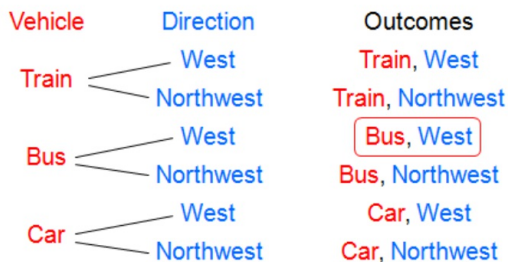 Vehicle Direction Outcomes
West Train, West
Train
Northwest Train, Northwest
West Bus, West
Bus
Northwest Bus, Northwest
West Car, West
Car
Northwest Car, Northwest